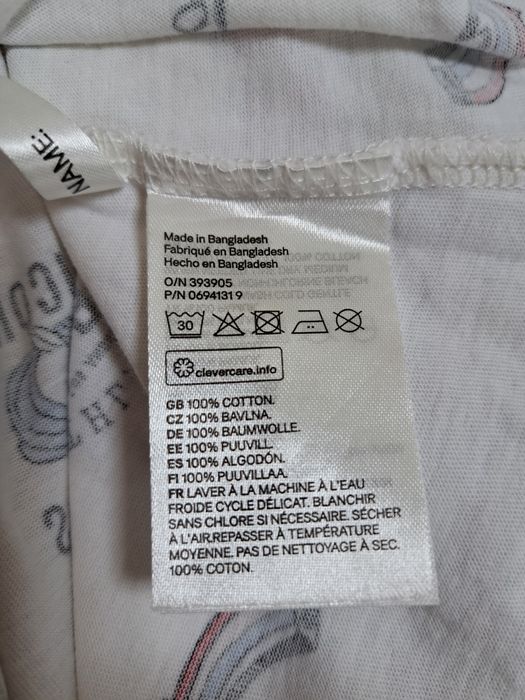 NAME:
Made in Bangladesh
Fabriqué en Bangladesh
Hecho en Bangladesh
O/N 393905
P/N 0694131 9
30
clevercare.info
GB 100% COTTON.
CZ 100% BAVLNA.
DE 100% BAUMWOLLE.
EE 100% PUUVILL.
ES 100% ALGODÓN.
FI 100% PUUVILLAA.
FR LAVER À LA MACHINE À L'EAU
FROIDE CYCLE DÉLICAT. BLANCHIR
SANS CHLORE SI NÉCESSAIRE. SÉCHER
À L'AIR.REPASSER À TEMPÉRATURE
MOYENNE. PAS DE NETTOYAGE À SEC.
100% COTON.